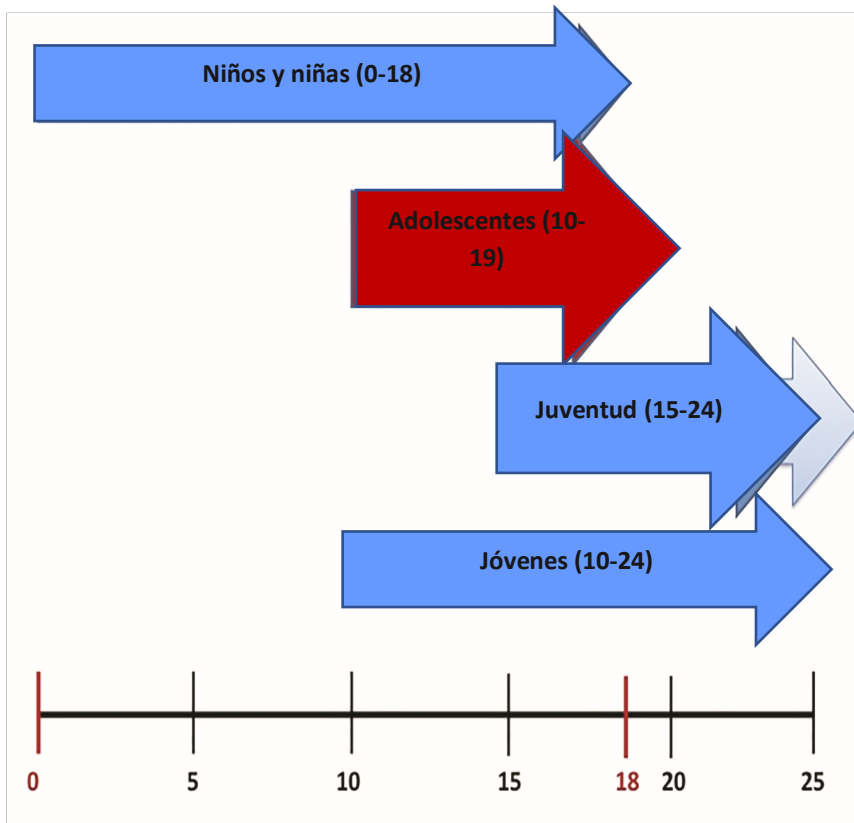 Niños y niñas (0-18)
Adolescentes (10-
19)
Juventud (15-24)
Jóvenes (10-24)
0 5 10 15 18 20 25